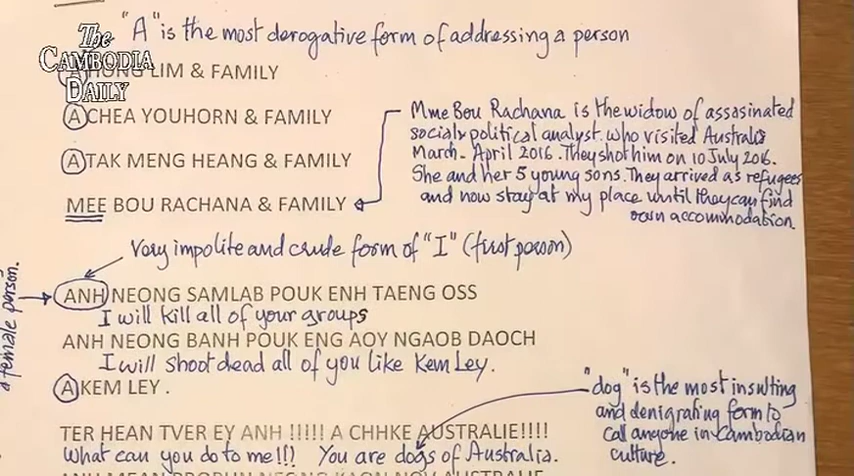 "A" is the most derogative form of addressing a person
The
CAMBODIA
DAILY
A HONG LIM & FAMILY
A CHEA YOUHORN & FAMILY
A TAK MENG HEANG & FAMILY
MEE BOU RACHANA & FAMILY
Mme Bou Rachana is the widow of assasinated
socialy political analyst who visited Australia
March - April 2016. They shot him on 10 July 2016.
She and her 5 young sons. They arrived as refugees
and now stay at my place until they can find
own accommodation.
Very impolite and crude form of "I" (first person)
a female person.
ANH NEONG SAMLAB POUK ENH TAENG OSS
I will kill all of your groups
ANH NEONG BANH POUK ENG AOY NGAOB DAOCH
I will shoot dead all of you like Kem Ley.
A KEM LEY.
"dog" is the most insulting
and denigrating form to
call anyone in Cambodian
culture.
TER HEAN TVER EY ANH !!!!! A CHHKE AUSTRALIE!!!!
What can you do to me!!! You are dogs of Australia.